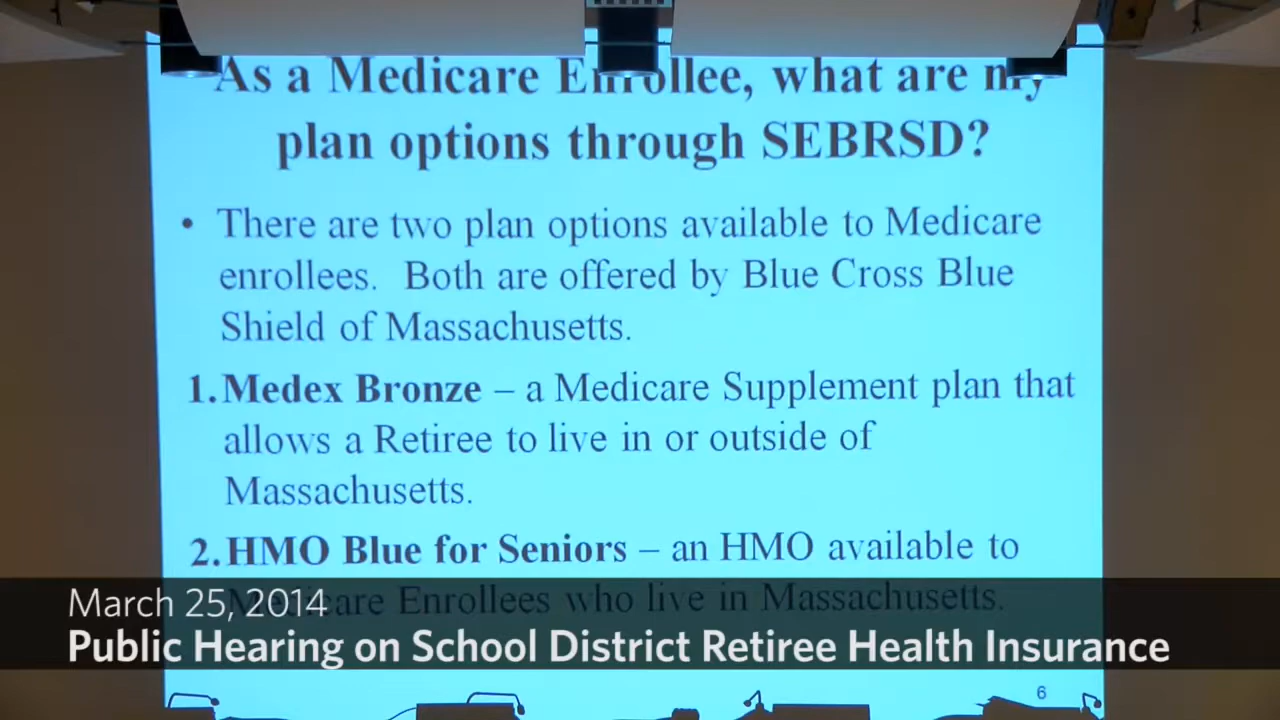 As a Medicare Enrollee, what are my
plan options through SEBRSD?
• There are two plan options available to Medicare
enrollees. Both are offered by Blue Cross Blue
Shield of Massachusetts.
1. Medex Bronze – a Medicare Supplement plan that
allows a Retiree to live in or outside of
Massachusetts.
2. HMO Blue for Seniors – an HMO available to
Medicare Enrollees who live in Massachusetts.
March 25, 2014
Public Hearing on School District Retiree Health Insurance
6